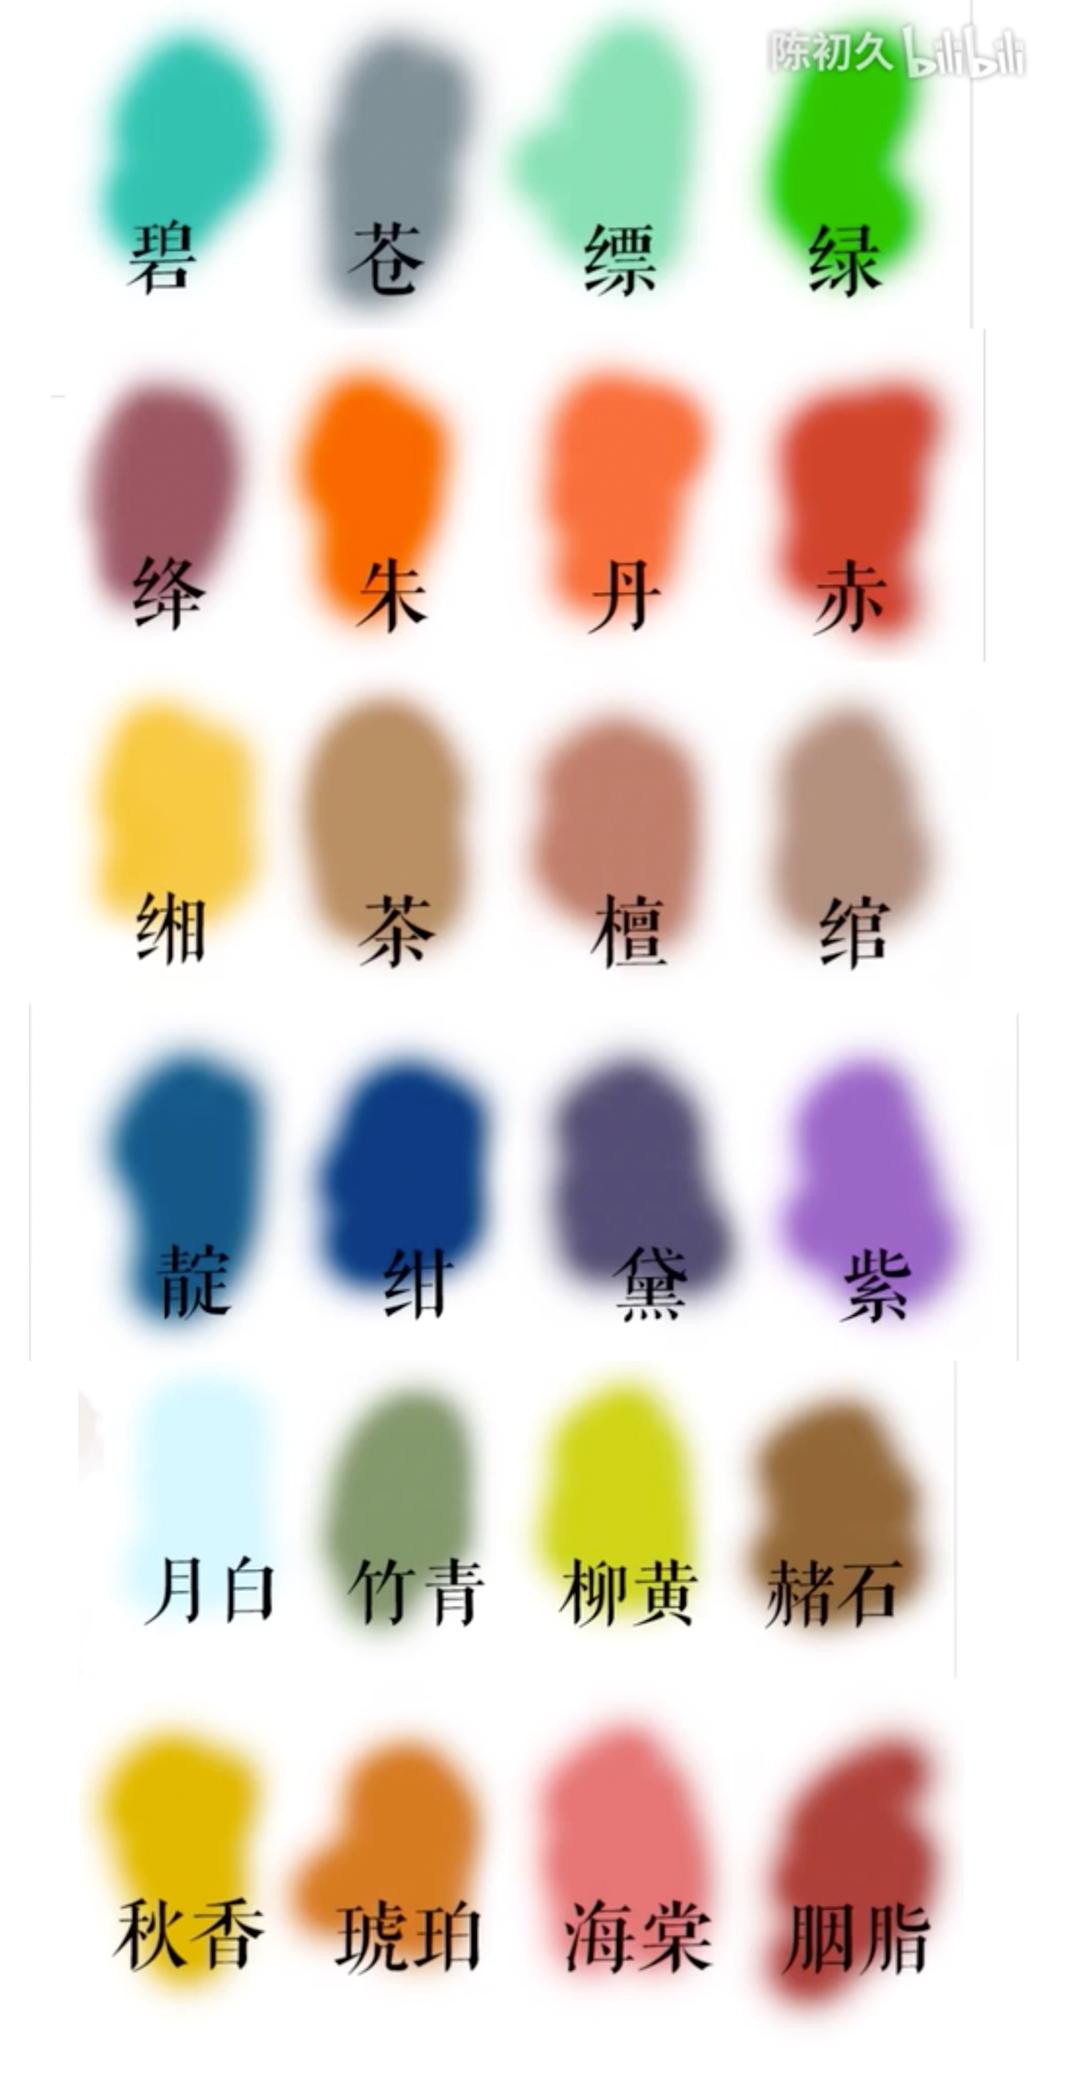 陈初久 bilibili
碧 苍 缥 绿
绛 朱 丹 赤
缃 茶 檀 绾
靛 绀 黛 紫
月白 竹青 柳黄 赭石
秋香 琥珀 海棠 胭脂